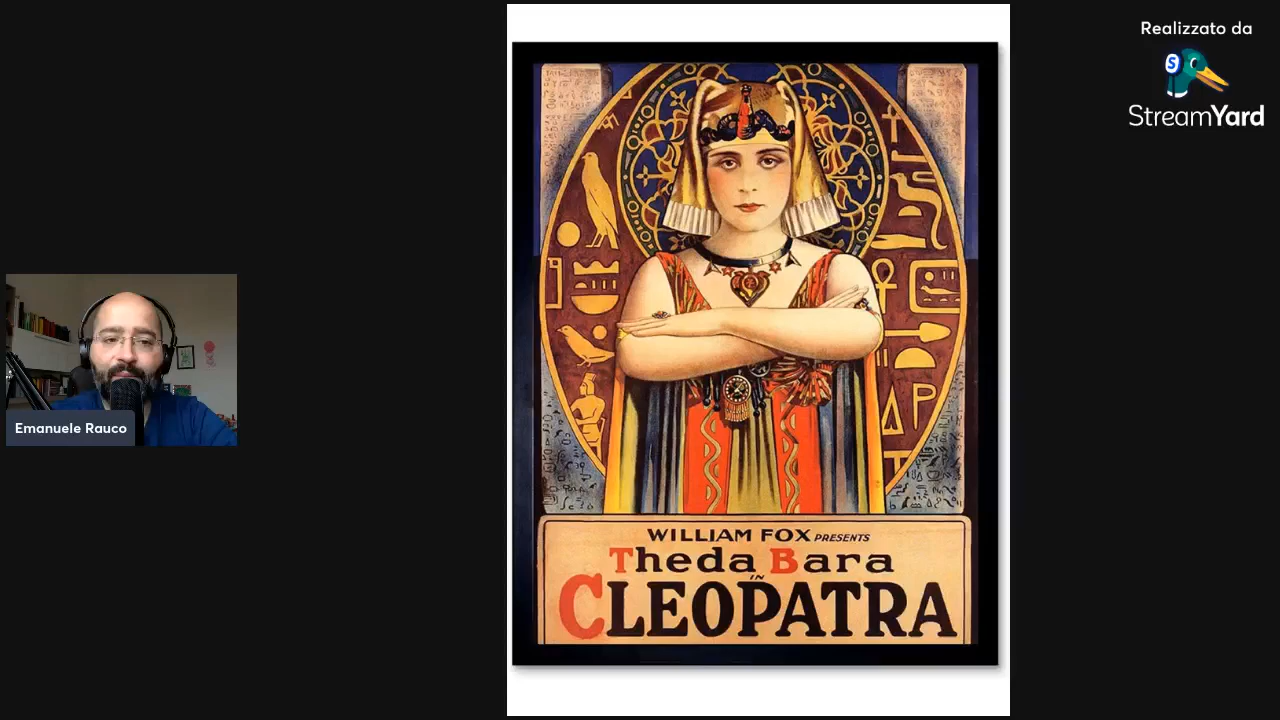 Realizzato da
StreamYard
Emanuele Rauco
WILLIAM FOX PRESENTS
Theda Bara
IN
CLEOPATRA